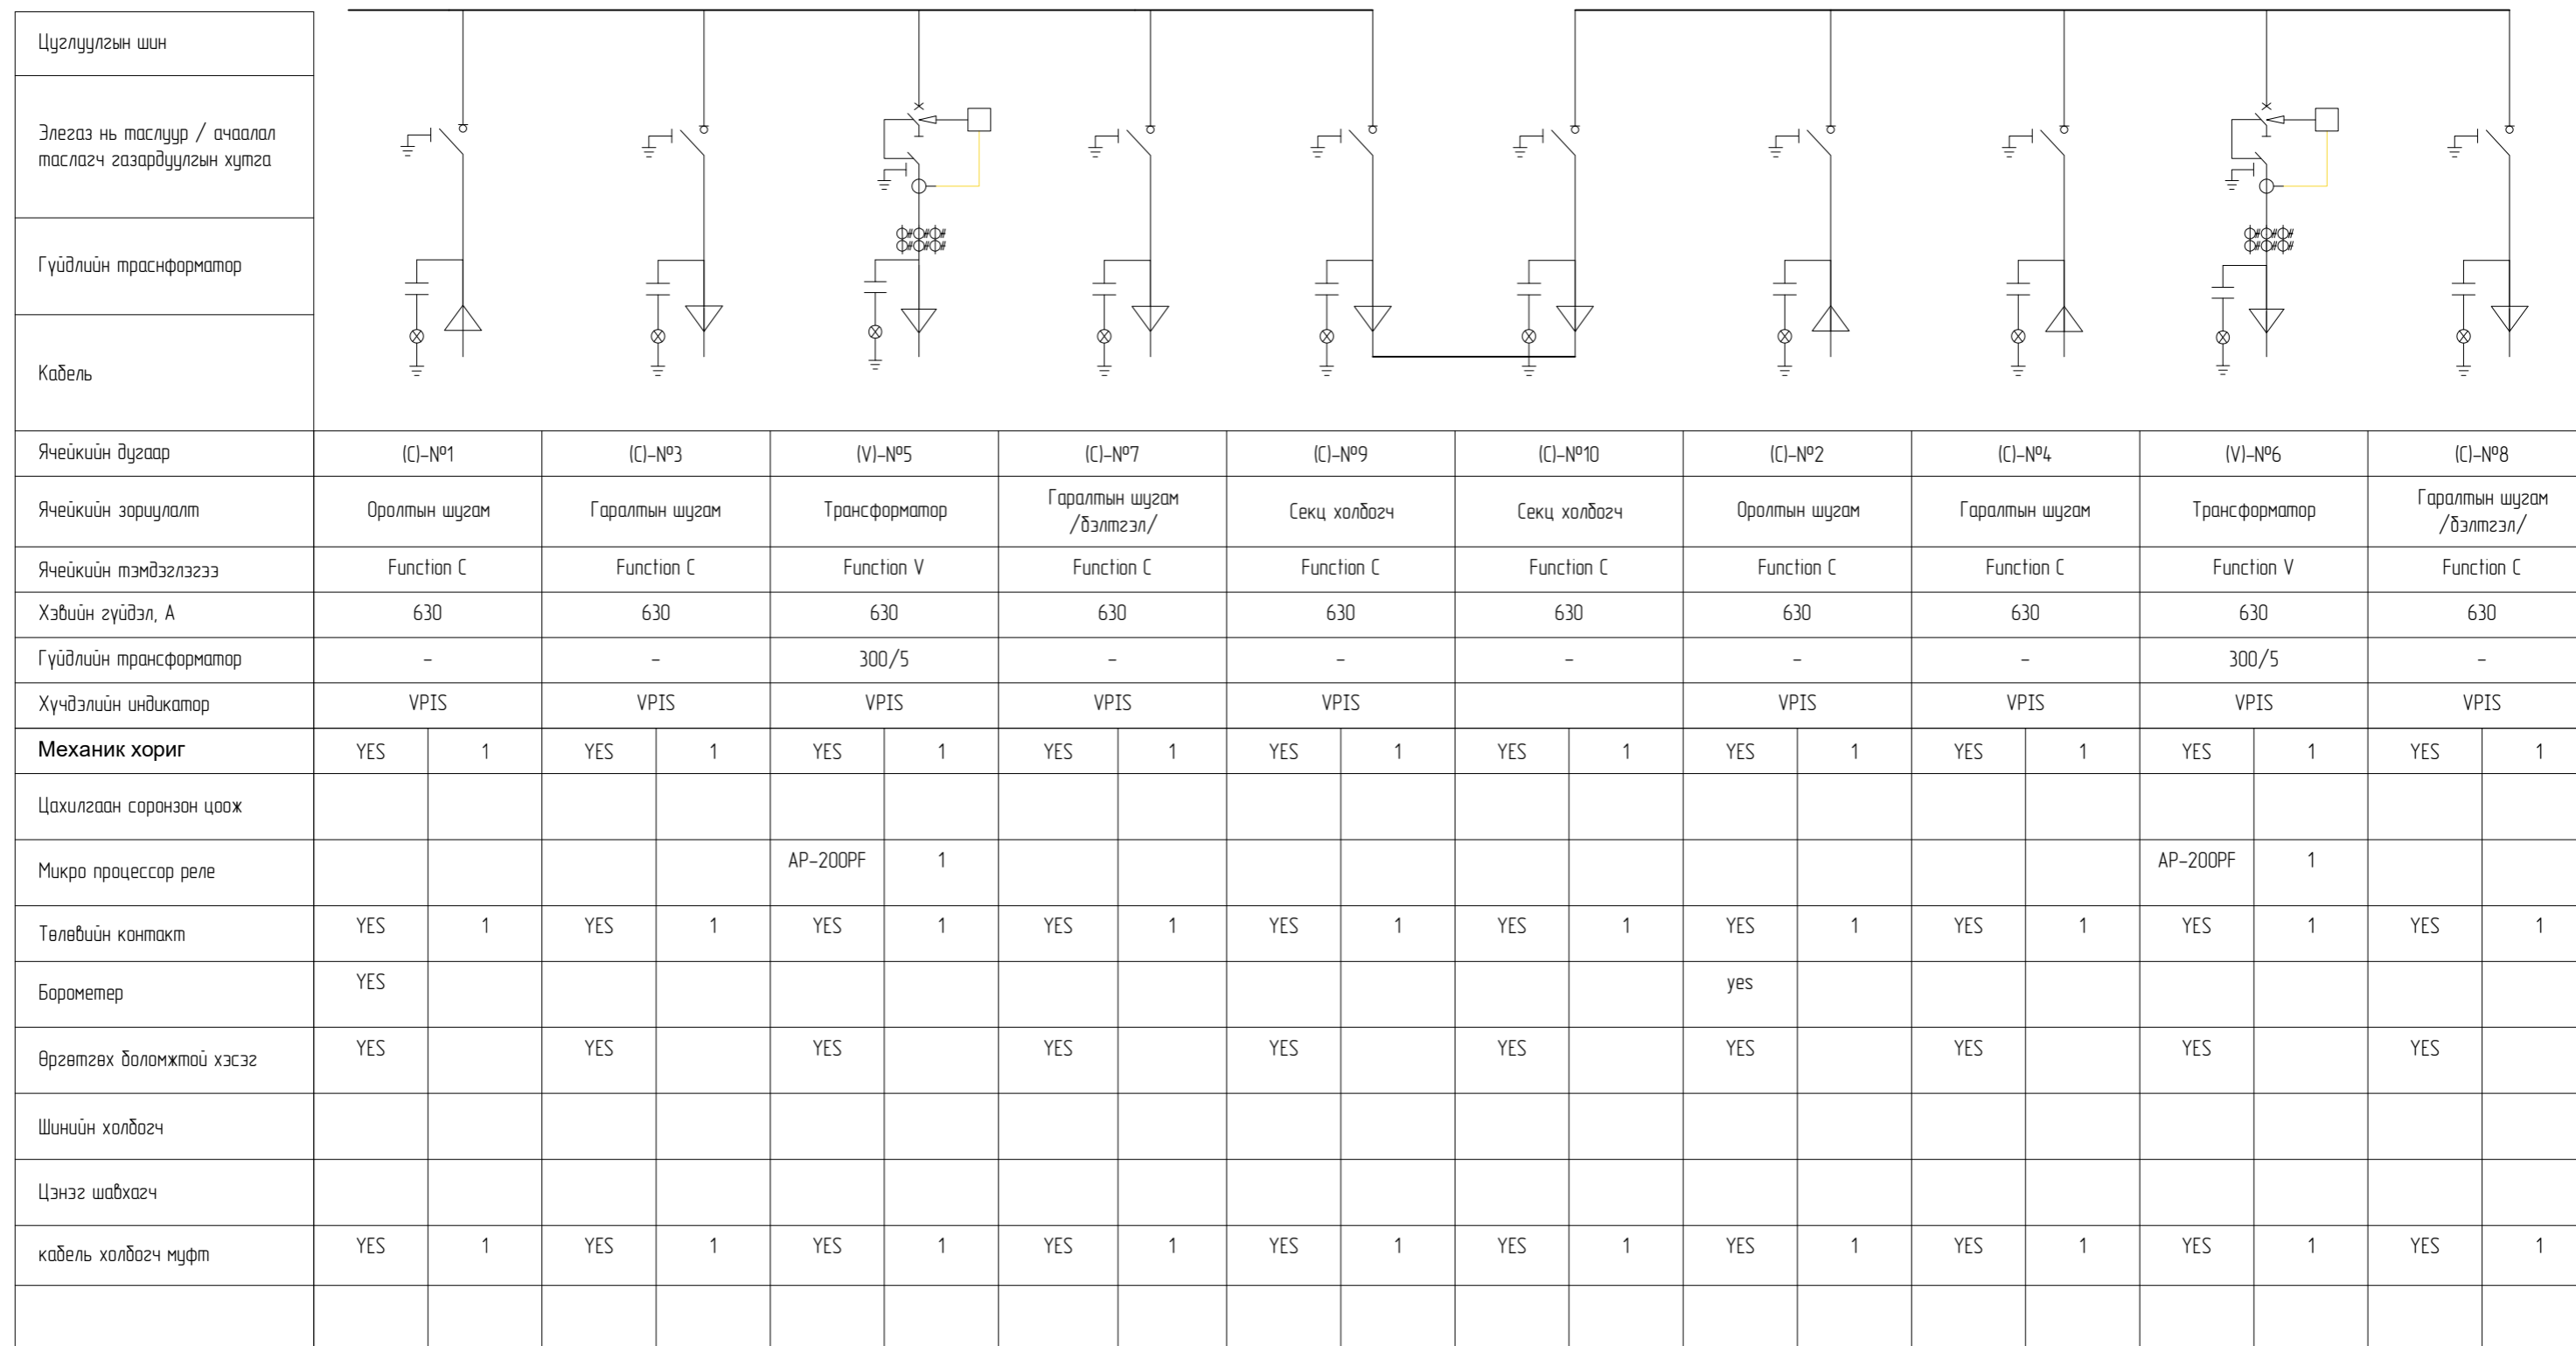 Цуглуулгын шин
Элегаз нь таслуур / ачаалал
таслагч газардуулгын хутга
Гүйдлийн траснформатор
Кабель
Ячейкийн дугаар (C)-№1 (C)-№3 (V)-№5 (C)-№7 (C)-№9 (C)-№10 (C)-№2 (C)-№4 (V)-№6 (C)-№8
Ячейкийн зориулалт Оролтын шугам Гаралтын шугам Трансформатор Гаралтын шугам /бэлтгэл/ Секц холбогч Секц холбогч Оролтын шугам Гаралтын шугам Трансформатор Гаралтын шугам /бэлтгэл/
Ячейкийн тэмдэглэгээ Function C Function C Function V Function C Function C Function C Function C Function C Function V Function C
Хэвийн гүйдэл, А 630 630 630 630 630 630 630 630 630 630
Гүйдлийн трансформатор - - 300/5 - - - - - 300/5 -
Хүчдэлийн индикатор VPIS VPIS VPIS VPIS VPIS VPIS VPIS VPIS VPIS
Механик хориг YES 1 YES 1 YES 1 YES 1 YES 1 YES 1 YES 1 YES 1 YES 1 YES 1
Цахилгаан соронзон цоож
Микро процессор реле AP-200PF 1 AP-200PF 1
Төлөвийн контакт YES 1 YES 1 YES 1 YES 1 YES 1 YES 1 YES 1 YES 1 YES 1 YES 1
Борометер YES yes
Өргөтгөх боломжтой хэсэг YES YES YES YES YES YES YES YES YES YES
Шинийн холбогч
Цэнэг шавхагч
кабель холбогч муфт YES 1 YES 1 YES 1 YES 1 YES 1 YES 1 YES 1 YES 1 YES 1 YES 1